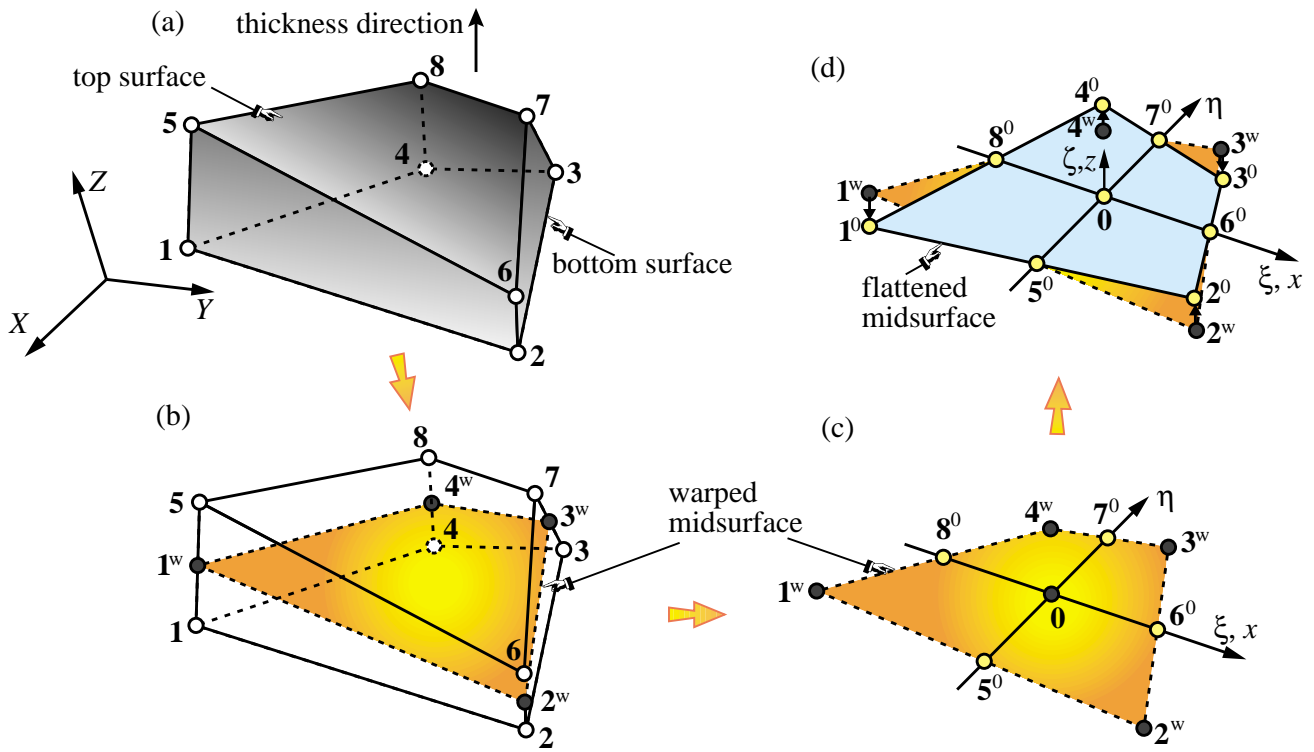 (a)
thickness direction
top surface
8
7
5
4
3
Z
1
6
bottom surface
X
Y
2
(d)
4⁰
7⁰
η
8⁰
4ʷ
3ʷ
ζ,z
1ʷ
3⁰
0
6⁰
1⁰
5⁰
ξ, x
flattened
midsurface
2⁰
2ʷ
(b)
8
7
5
4ʷ
3ʷ
4
3
1ʷ
1
6
2ʷ
2
warped
midsurface
(c)
η
4ʷ
7⁰
8⁰
3ʷ
1ʷ
0
6⁰
ξ, x
5⁰
2ʷ